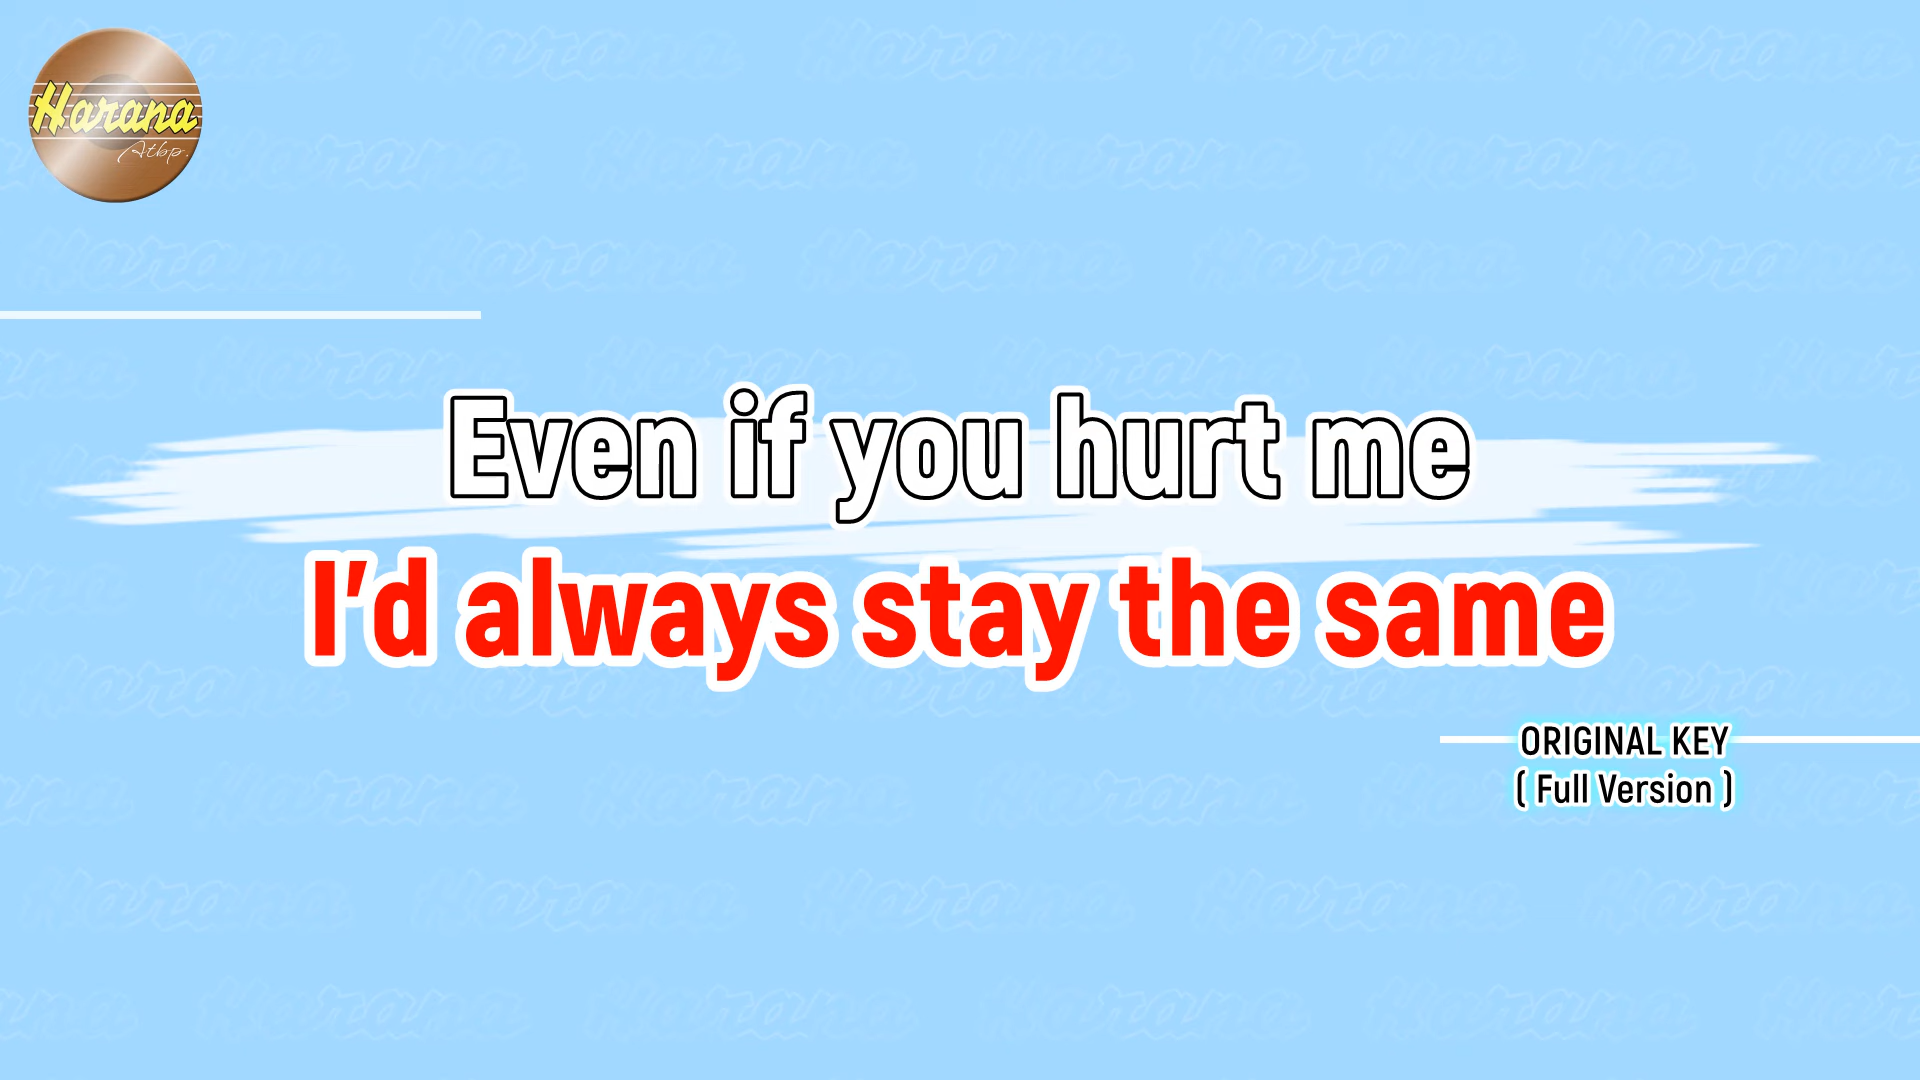 Harana
Atbp.
Even if you hurt me
I'd always stay the same
ORIGINAL KEY
( Full Version )